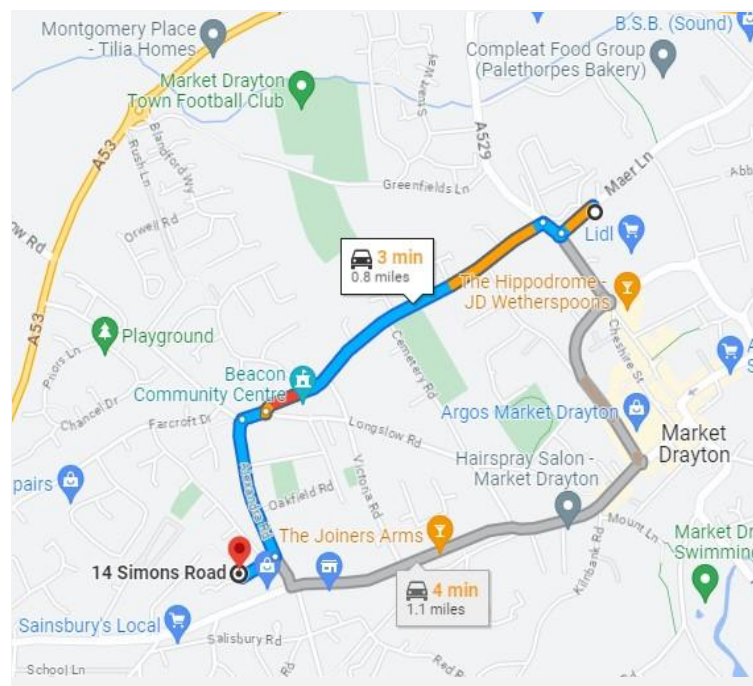 Montgomery Place
- Tilia Homes
B.S.B. (Sound)
Compleat Food Group
(Palethorpes Bakery)
Market Drayton
Town Football Club
A53
Rush Ln
Blandford Wy
Stuart Way
A529
Maer Ln
Greenfields Ln
Orwell Rd
Lidl
3 min
0.8 miles
The Hippodrome -
JD Wetherspoons
A53
Playground
Cheshire St
Priors Ln
Cemetery Rd
Beacon
Community Centre
Chancel Dr
Farcroft Dr
Argos Market Drayton
Longslow Rd
Market
Drayton
Hairspray Salon -
Market Drayton
pairs
Alexandra Rd
Oakfield Rd
Victoria Rd
Mount Ln
The Joiners Arms
Kilnbank Rd
14 Simons Road
4 min
1.1 miles
Sainsbury's Local
Salisbury Rd
School Ln